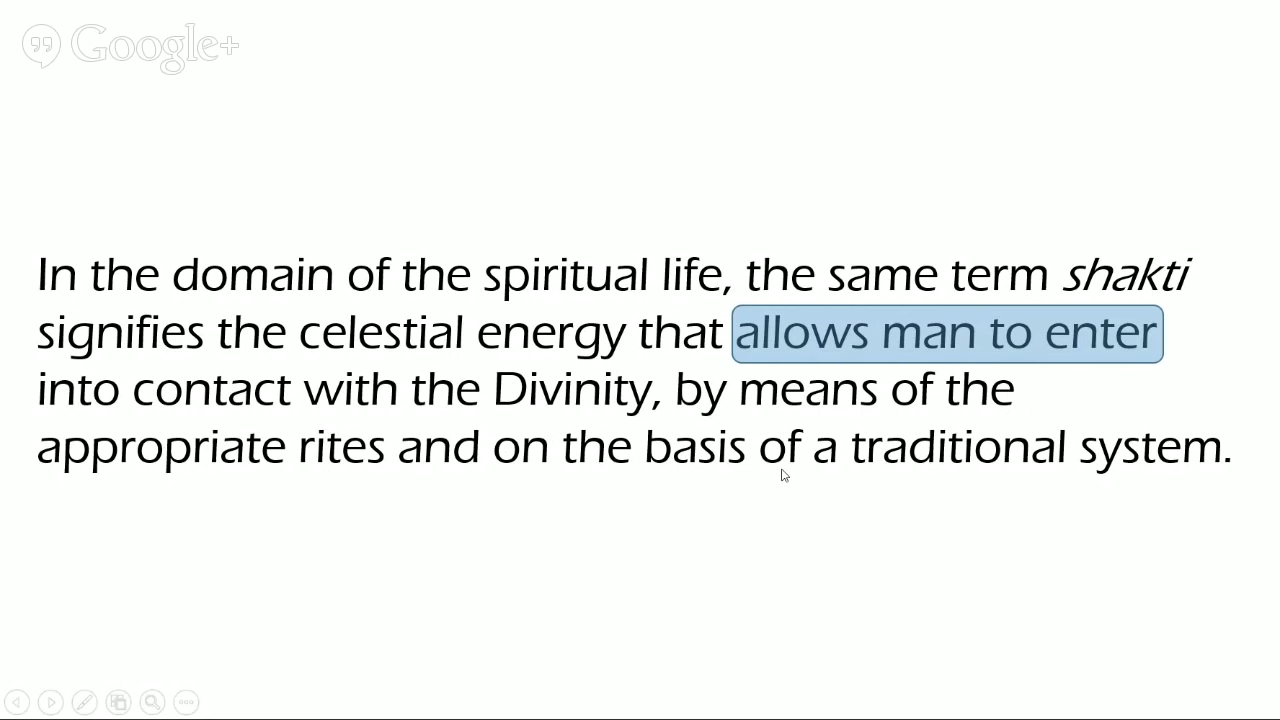 Google+
In the domain of the spiritual life, the same term shakti
signifies the celestial energy that allows man to enter
into contact with the Divinity, by means of the
appropriate rites and on the basis of a traditional system.